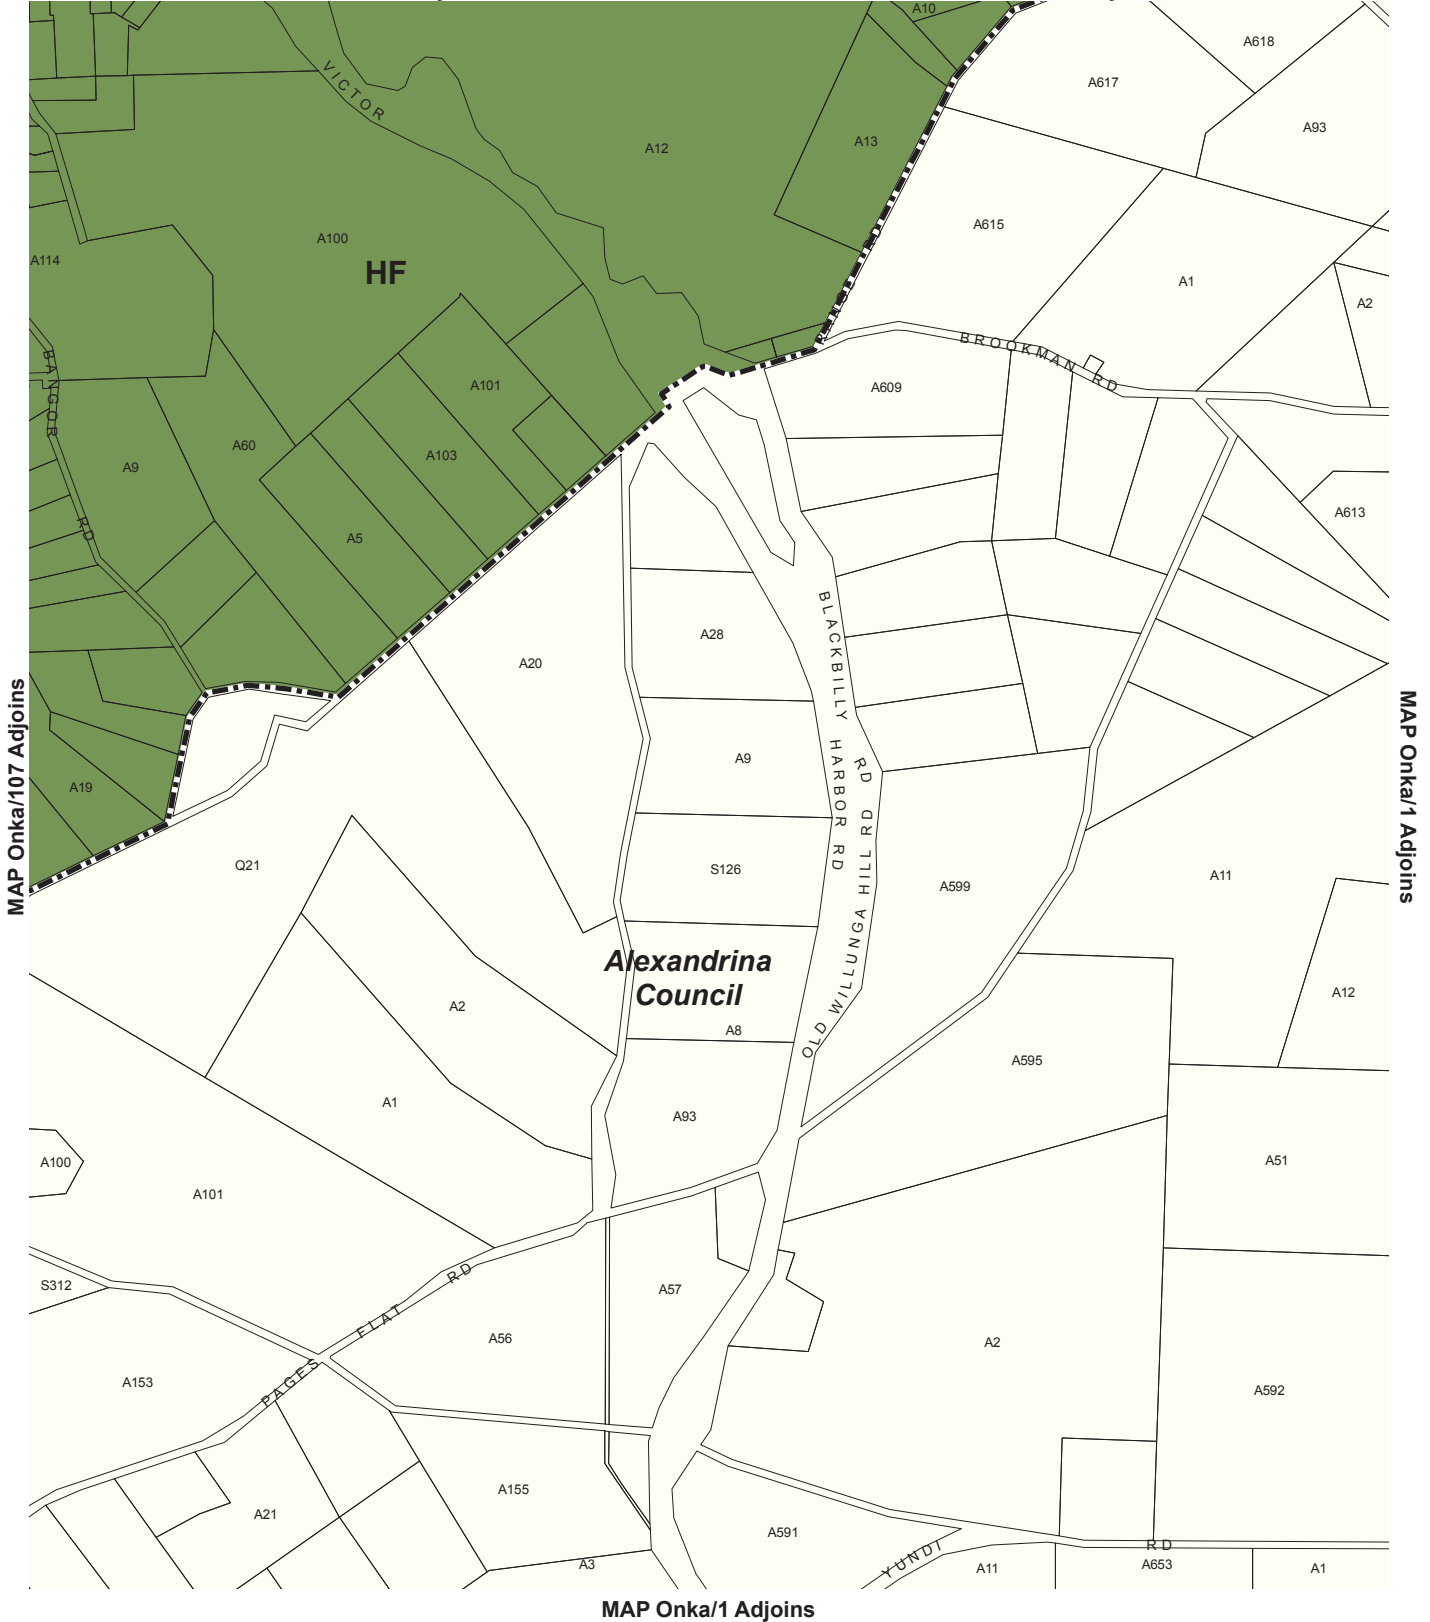 A10
A618
A617
VICTOR
A93
A12
A13
A615
A100
A114
HF
RD
A1
A2
BROOKMAN RD
BANGOR RD
A101
A609
A60
A103
A9
A613
A5
BLACKBILLY RD
A28
A20
MAP Onka/107 Adjoins
MAP Onka/1 Adjoins
HARBOR RD
A9
A19
OLD WILLUNGA HILL RD
Q21
S126
A599
A11
Alexandrina
Council
A12
A2
A8
A595
A1
A93
A100
A51
A101
S312
PAGES FLAT RD
A57
A56
A2
A153
A592
A155
A21
A591
YUNDI RD
A3
A11
A653
A1
MAP Onka/1 Adjoins